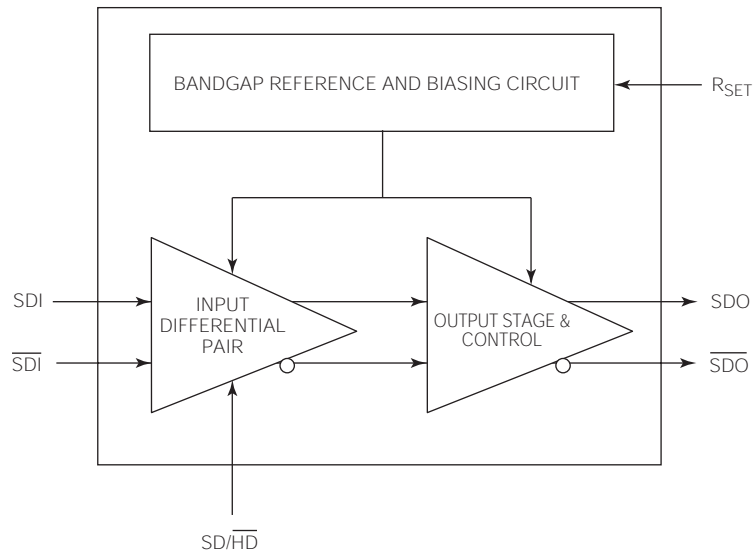 BANDGAP REFERENCE AND BIASING CIRCUIT
RSET
SDI
SDI
INPUT
DIFFERENTIAL
PAIR
OUTPUT STAGE &
CONTROL
SDO
SDO
SD/HD